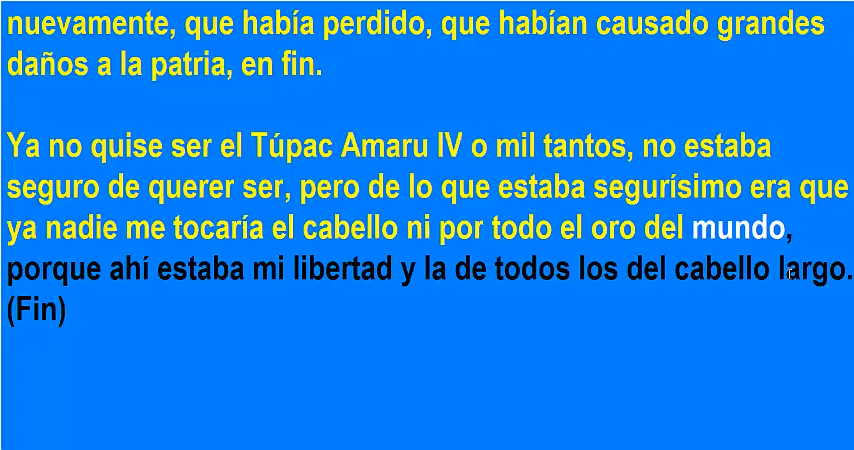 nuevamente, que había perdido, que habían causado grandes
daños a la patria, en fin.
Ya no quise ser el Túpac Amaru IV o mil tantos, no estaba
seguro de querer ser, pero de lo que estaba segurísimo era que
ya nadie me tocaría el cabello ni por todo el oro del mundo,
porque ahí estaba mi libertad y la de todos los del cabello largo.
(Fin)